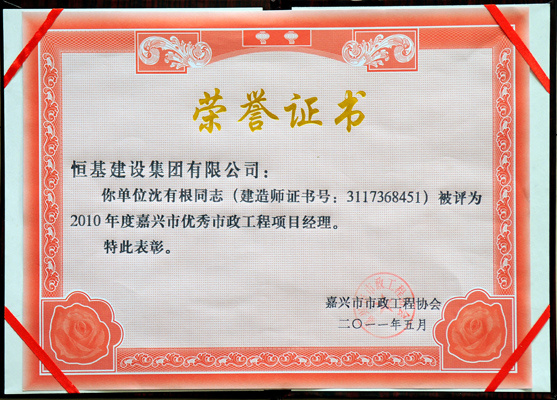 荣誉证书
恒基建设集团有限公司：
你单位沈有根同志（建造师证书号：3117368451）被评为
2010年度嘉兴市优秀市政工程项目经理。
特此表彰。
嘉兴市市政工程协会
二〇一一年五月